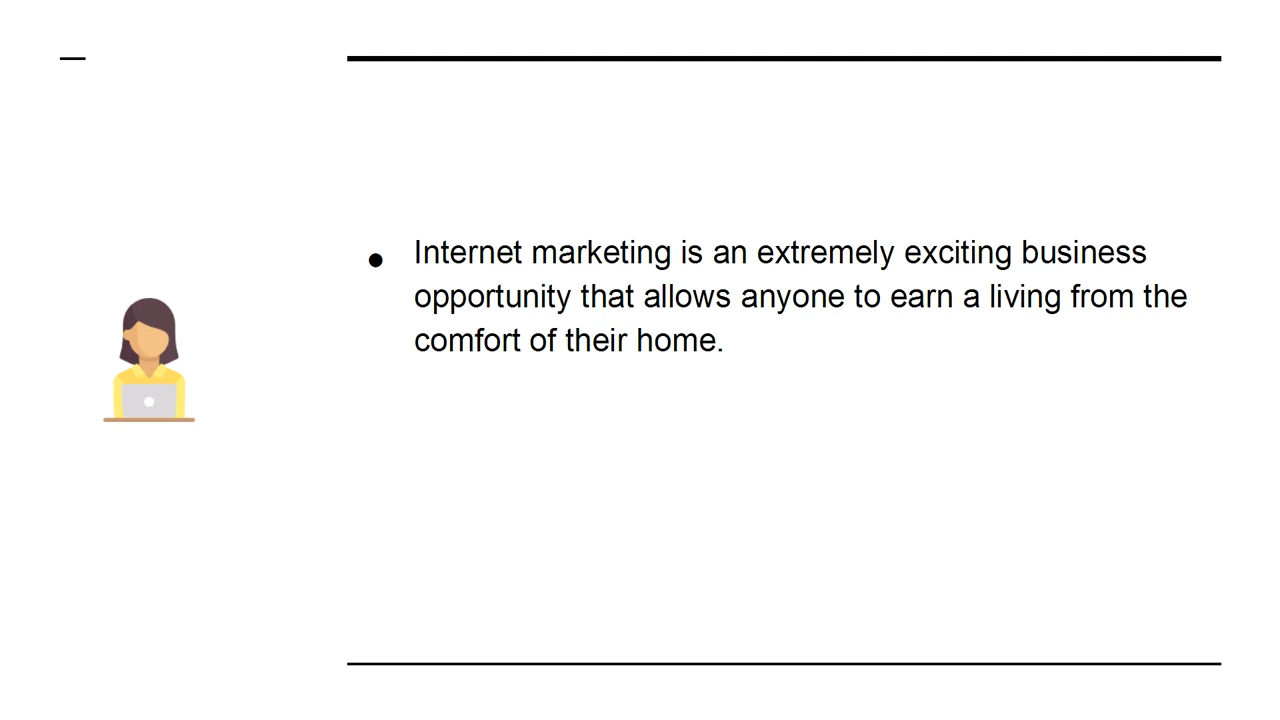 ● Internet marketing is an extremely exciting business
opportunity that allows anyone to earn a living from the
comfort of their home.